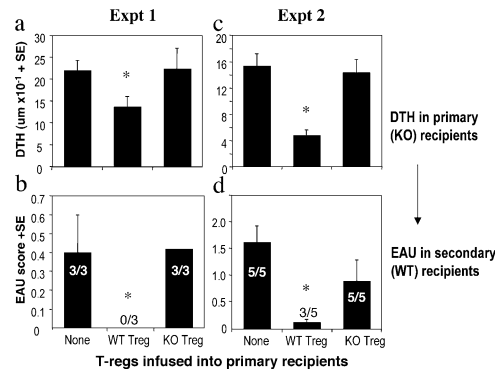 Expt 1
Expt 2
a
c
DTH (um x10⁻¹ + SE)
30
25
20
15
10
5
0
*
20
16
12
8
4
0
*
DTH in primary
(KO) recipients
b
d
EAU score +SE
0.7
0.6
0.5
0.4
0.3
0.2
0.1
0
3/3
*
0/3
3/3
2.0
1.5
1.0
0.5
0
5/5
*
3/5
5/5
EAU in secondary
(WT) recipients
None
WT Treg
KO Treg
None
WT Treg
KO Treg
T-regs infused into primary recipients